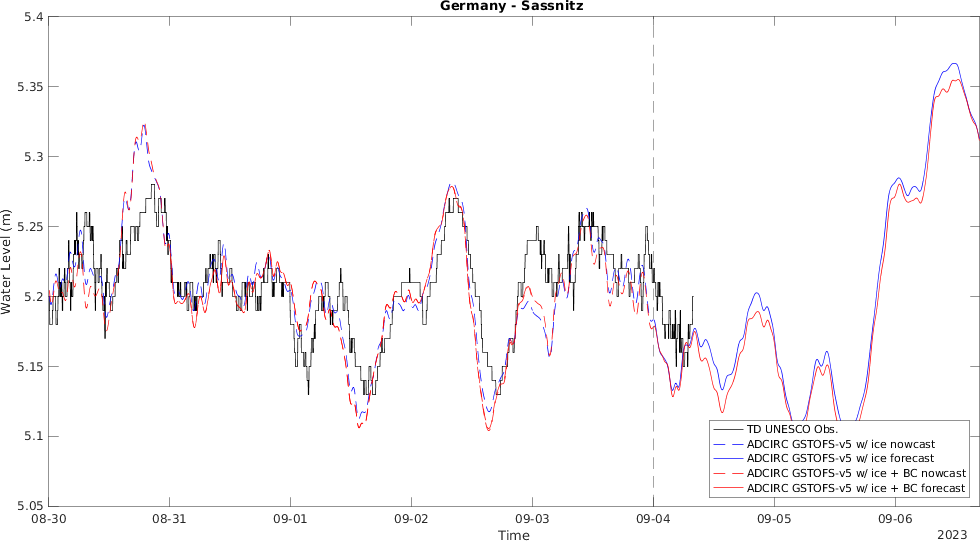 Germany - Sassnitz
5.4
5.35
5.3
5.25
5.2
5.15
5.1
5.05
Water Level (m)
08-30 08-31 09-01 09-02 09-03 09-04 09-05 09-06
Time
2023
TD UNESCO Obs.
ADCIRC GSTOFS-v5 w/ ice nowcast
ADCIRC GSTOFS-v5 w/ ice forecast
ADCIRC GSTOFS-v5 w/ ice + BC nowcast
ADCIRC GSTOFS-v5 w/ ice + BC forecast